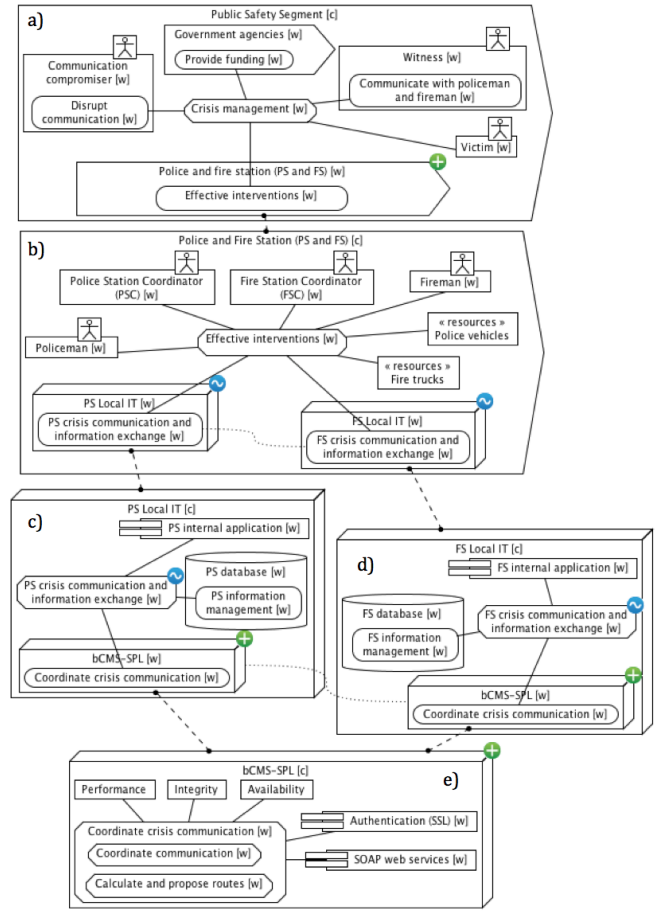 a)
Public Safety Segment [c]
Government agencies [w]
Provide funding [w]
Communication
compromiser [w]
Disrupt
communication [w]
Witness [w]
Communicate with policeman
and fireman [w]
Crisis management [w]
Victim [w]
Police and fire station (PS and FS) [w]
Effective interventions [w]
b)
Police and Fire Station (PS and FS) [c]
Police Station Coordinator
(PSC) [w]
Fire Station Coordinator
(FSC) [w]
Fireman [w]
Policeman [w]
Effective interventions [w]
« resources »
Police vehicles
« resources »
Fire trucks
PS Local IT [w]
PS crisis communication and
information exchange [w]
FS Local IT [w]
FS crisis communication and
information exchange [w]
c)
PS Local IT [c]
PS internal application [w]
PS crisis communication and
information exchange [w]
PS database [w]
PS information
management [w]
bCMS-SPL [w]
Coordinate crisis communication [w]
d)
FS Local IT [c]
FS internal application [w]
FS database [w]
FS information
management [w]
FS crisis communication and
information exchange [w]
bCMS-SPL [w]
Coordinate crisis communication [w]
bCMS-SPL [c]
e)
Performance
Integrity
Availability
Coordinate crisis communication [w]
Coordinate communication [w]
Calculate and propose routes [w]
Authentication (SSL) [w]
SOAP web services [w]